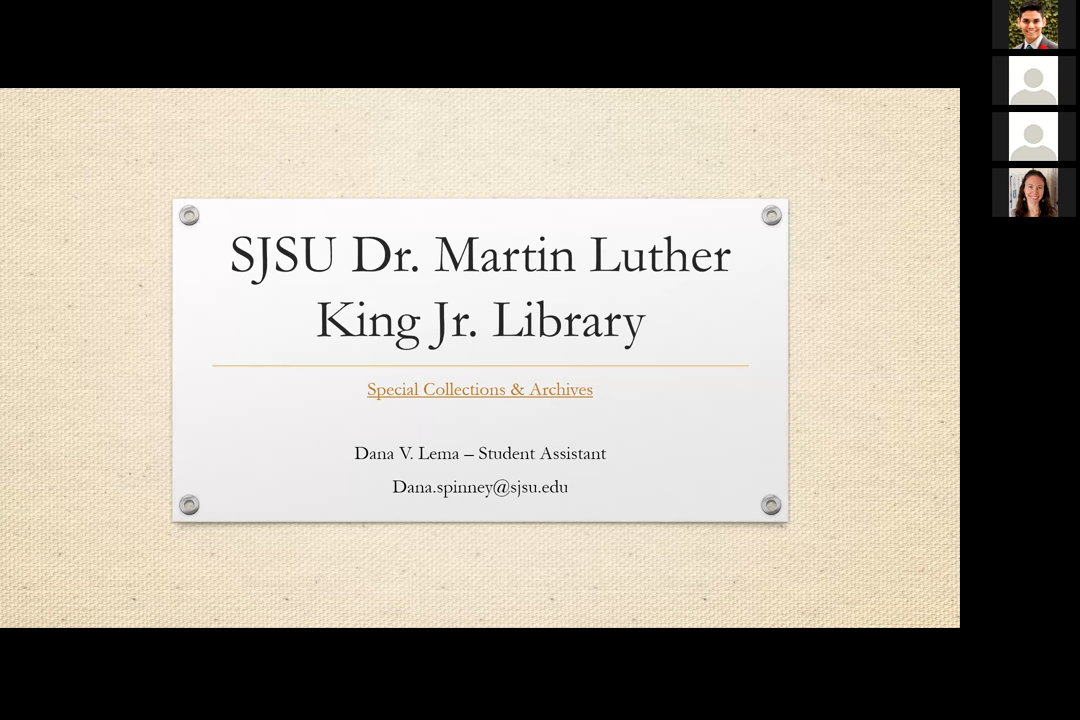 SJSU Dr. Martin Luther
King Jr. Library
Special Collections & Archives
Dana V. Lema – Student Assistant
Dana.spinney@sjsu.edu